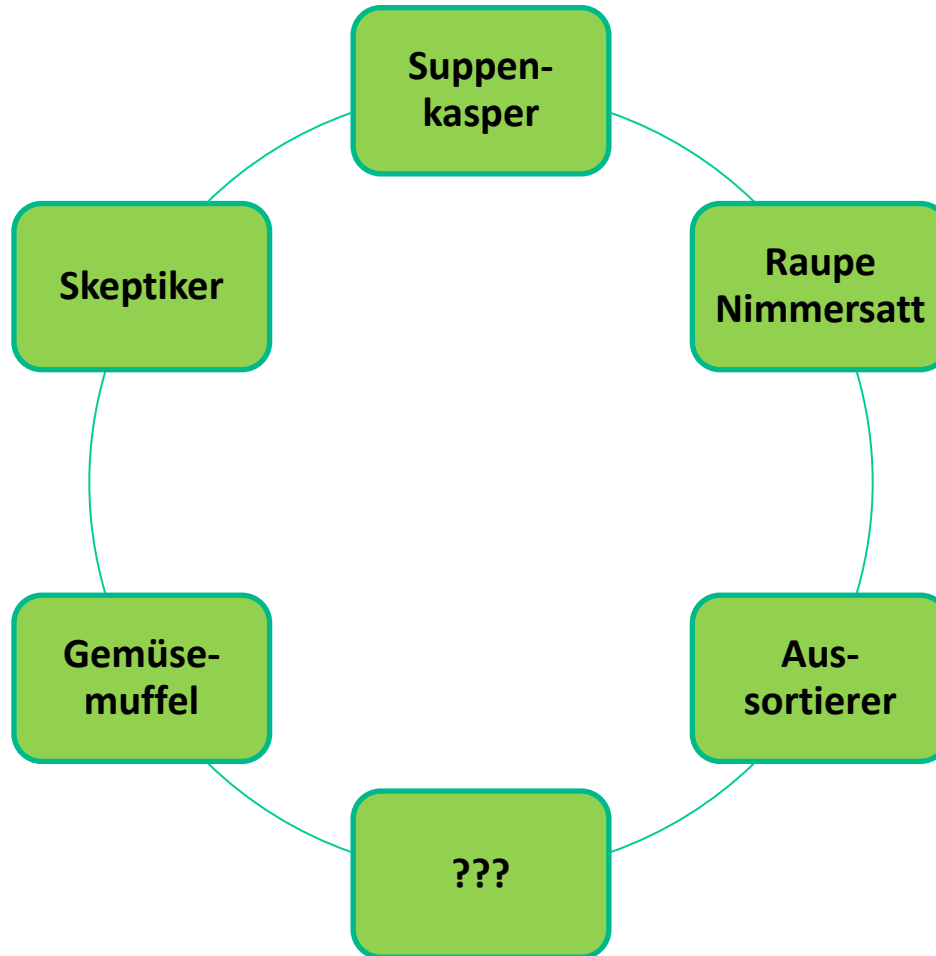 Suppen-
kasper
Raupe
Nimmersatt
Aus-
sortierer
???
Gemüse-
muffel
Skeptiker